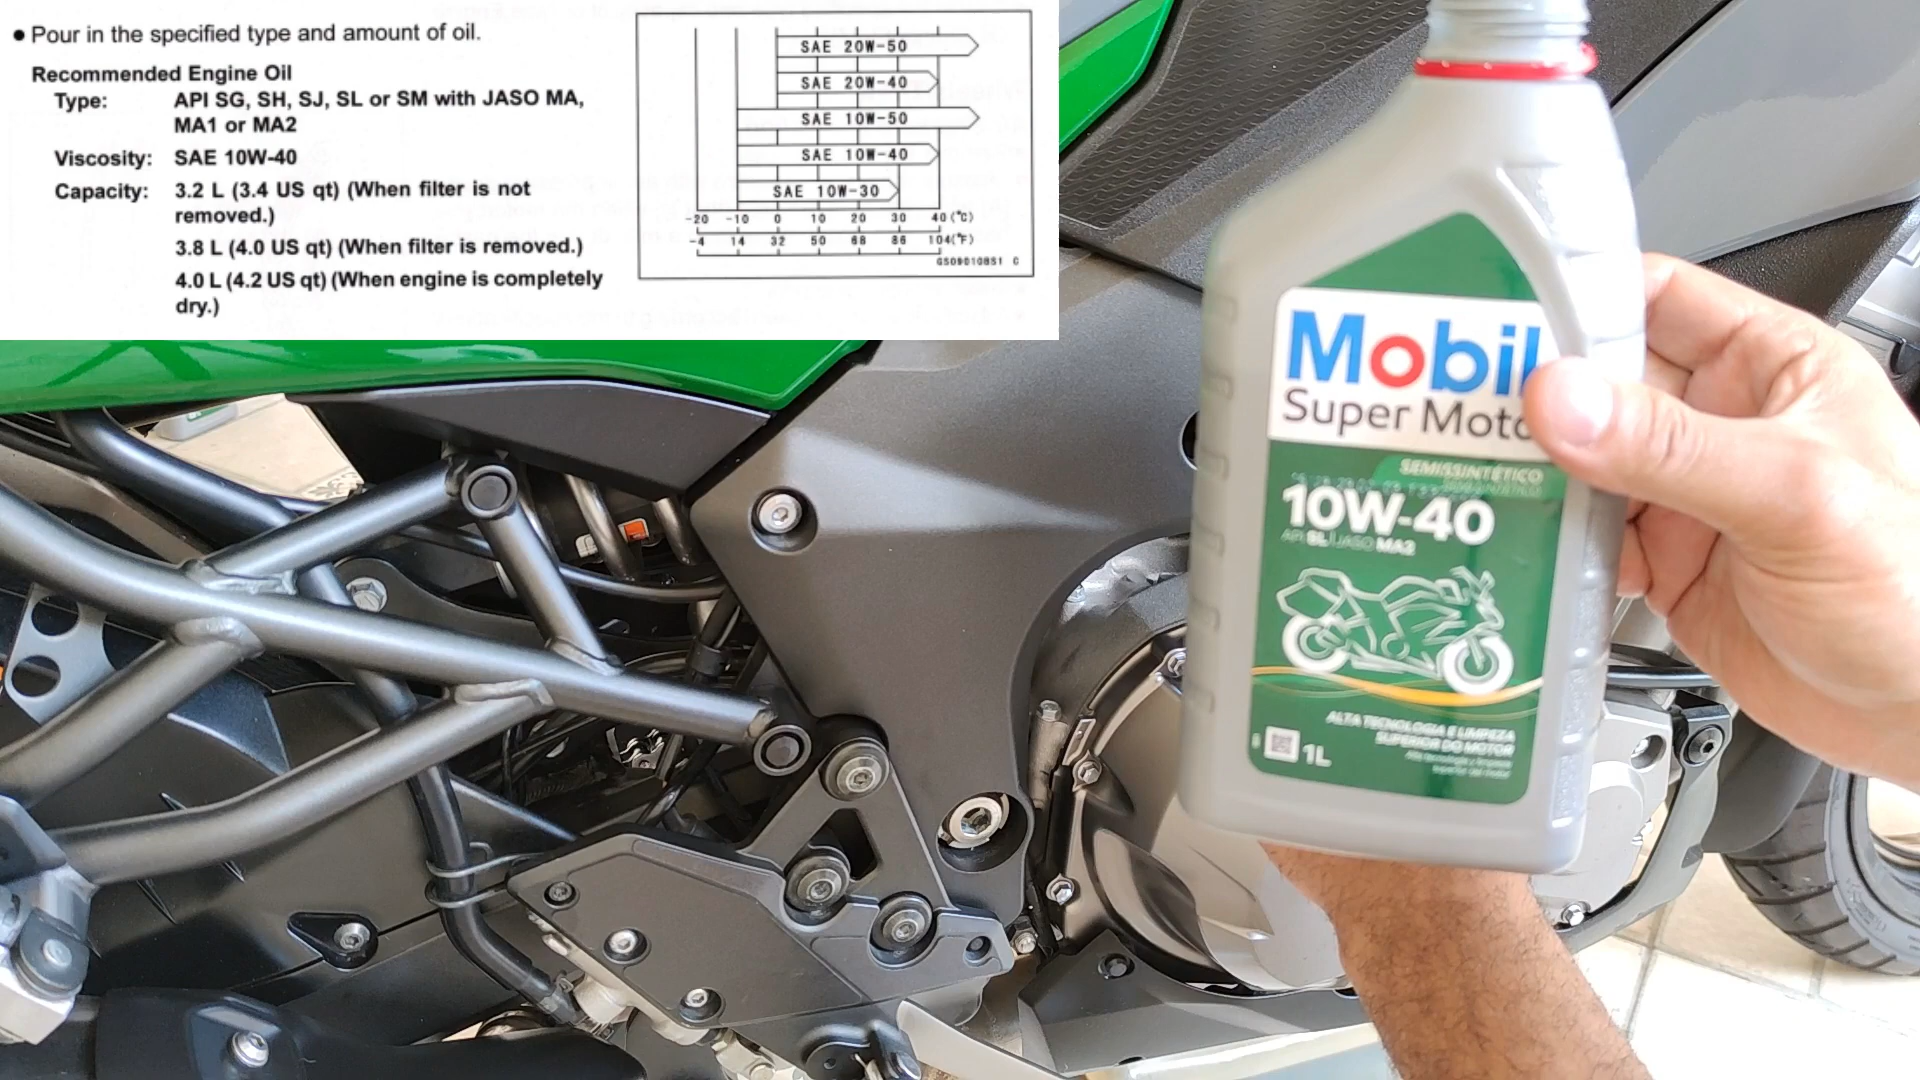 ● Pour in the specified type and amount of oil.
Recommended Engine Oil
Type: API SG, SH, SJ, SL or SM with JASO MA,
MA1 or MA2
Viscosity: SAE 10W-40
Capacity: 3.2 L (3.4 US qt) (When filter is not
removed.)
3.8 L (4.0 US qt) (When filter is removed.)
4.0 L (4.2 US qt) (When engine is completely
dry.)
SAE 20W-50
SAE 20W-40
SAE 10W-50
SAE 10W-40
SAE 10W-30
-20 -10 0 10 20 30 40 (°C)
-4 14 32 50 68 86 104 (°F)
GS090108S1 C
Mobil
Super Moto
SEMISSINTÉTICO
10W-40
API SL | JASO MA2
ALTA TECNOLOGIA E LIMPEZA
SUPERIOR DO MOTOR
1L